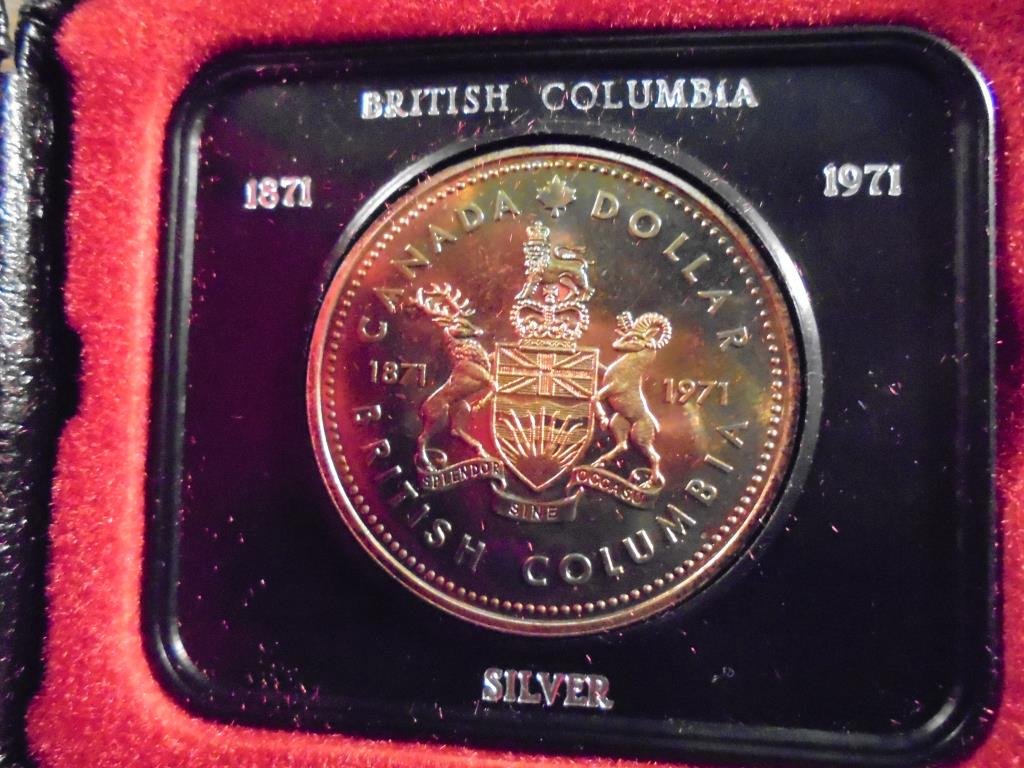 BRITISH COLUMBIA
1871 1971
CANADA DOLLAR
1871 1971
SPLENDOR SINE OCCASU
BRITISH COLUMBIA
SILVER